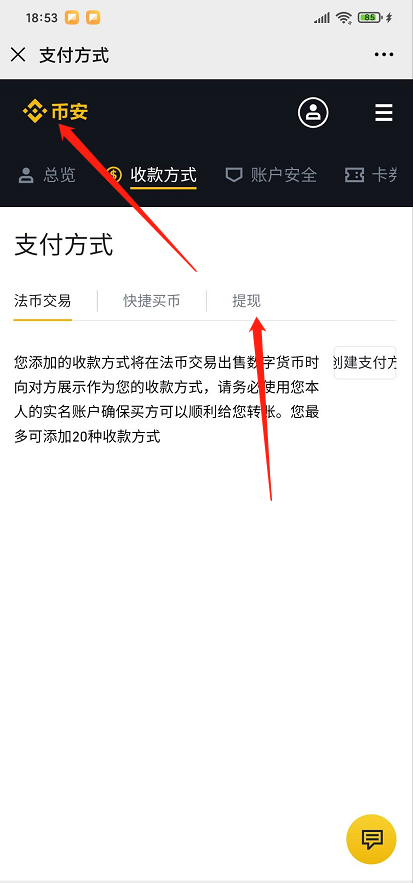 18:53
85
支付方式
币安
总览
收款方式
账户安全
支付方式
法币交易
快捷买币
提现
您添加的收款方式将在法币交易出售数字货币时
向对方展示作为您的收款方式，请务必使用您本
人的实名账户确保买方可以顺利给您转账。您最
多可添加20种收款方式
创建支付方